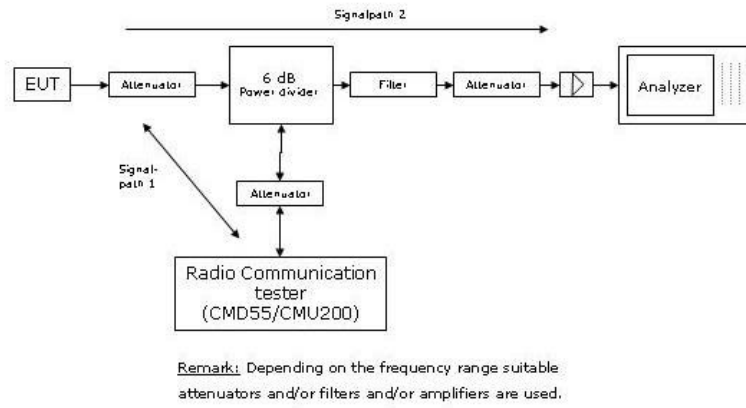 Signalpath 2
EUT
Attenuator
6 dB
Power divider
Filter
Attenuator
Analyzer
Signal-
path 1
Attenuator
Radio Communication
tester
(CMD55/CMU200)
Remark: Depending on the frequency range suitable
attenuators and/or filters and/or amplifiers are used.